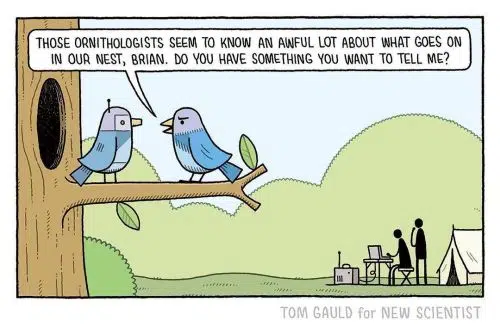 THOSE ORNITHOLOGISTS SEEM TO KNOW AN AWFUL LOT ABOUT WHAT GOES ON
IN OUR NEST, BRIAN. DO YOU HAVE SOMETHING YOU WANT TO TELL ME?
TOM GAULD for NEW SCIENTIST